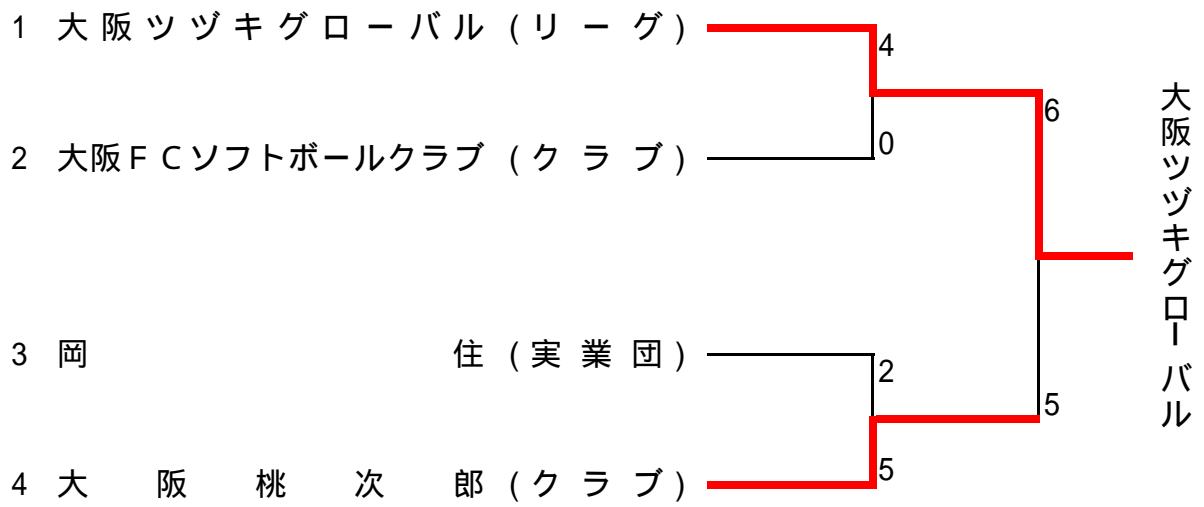 1 大阪ツヅキグローバル(リーグ)
4
6
0
2 大阪FCソフトボールクラブ(クラブ)
大阪ツヅキグローバル
3 岡住(実業団)
2
5
5
4 大阪桃次郎(クラブ)